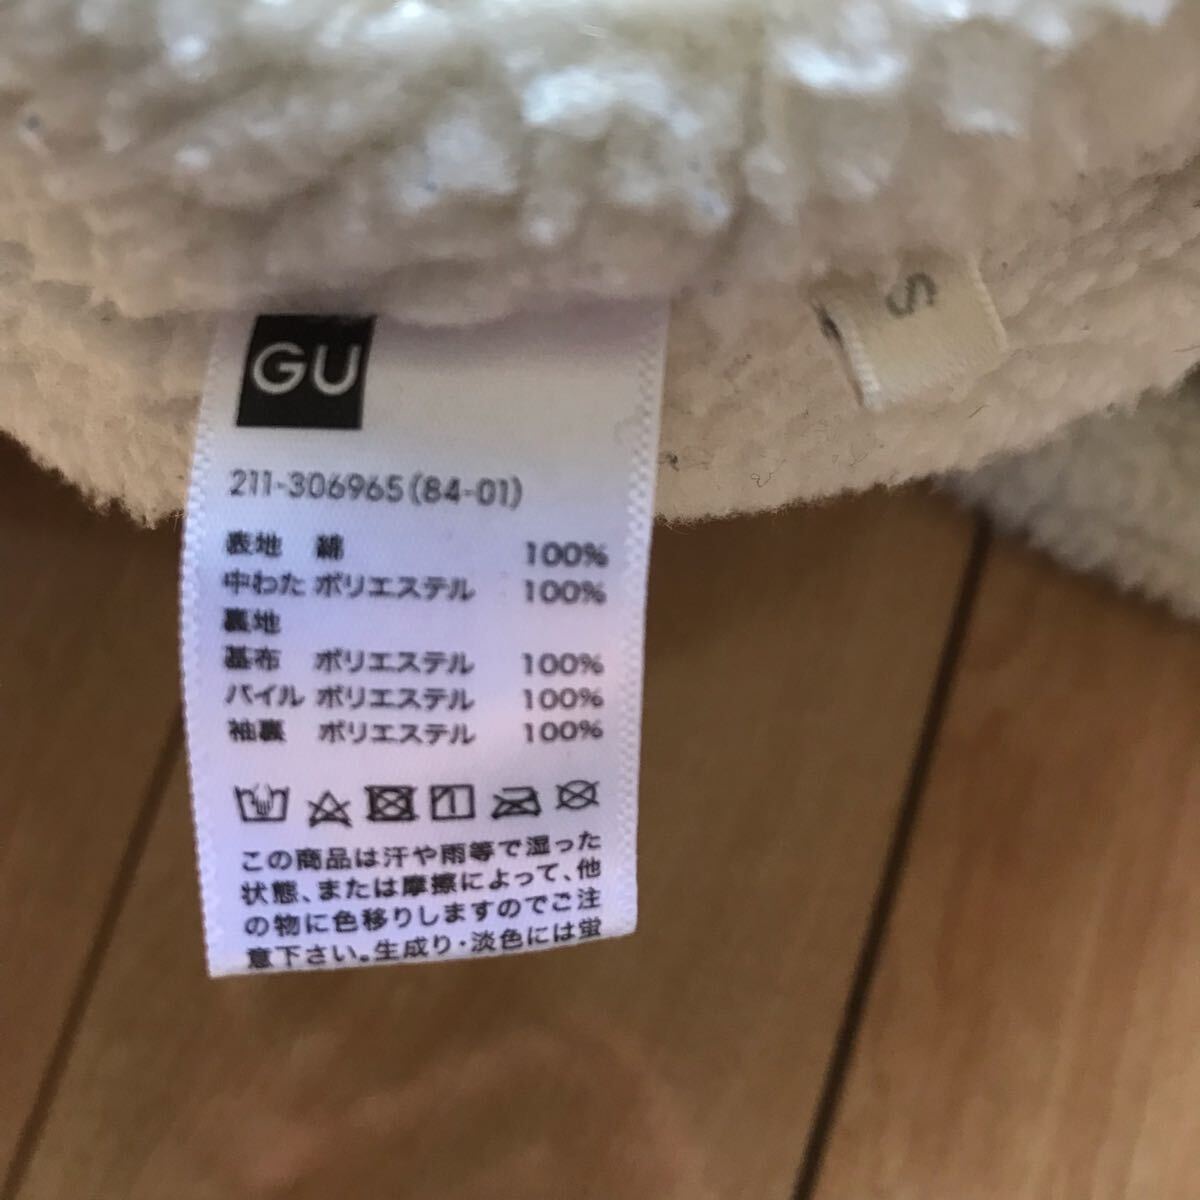 GU
S
211-306965(84-01)
表地 綿 100%
中わた ポリエステル 100%
裏地
基布 ポリエステル 100%
パイル ポリエステル 100%
袖裏 ポリエステル 100%
この商品は汗や雨等で湿った
状態、または摩擦によって、他
の物に色移りしますのでご注
意下さい。生成り・淡色には蛍